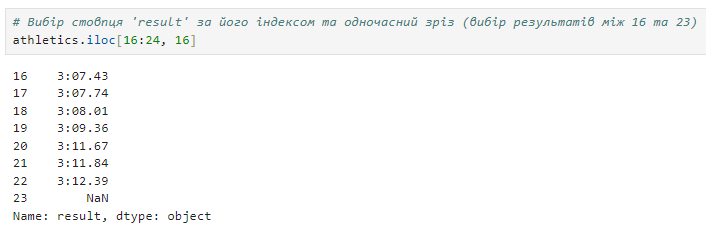 # Вибір стовпця 'result' за його індексом та одночасний зріз (вибір результатів між 16 та 23)
athletics.iloc[16:24, 16]
16    3:07.43
17    3:07.74
18    3:08.01
19    3:09.36
20    3:11.67
21    3:11.84
22    3:12.39
23        NaN
Name: result, dtype: object